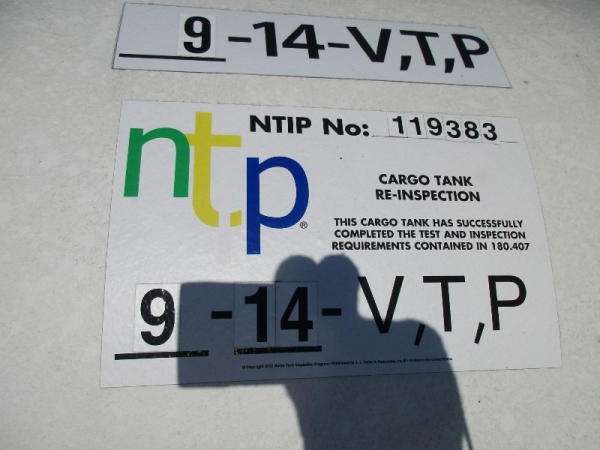 9-14-V,T,P
NTIP No: 119383
ntp®
CARGO TANK
RE-INSPECTION
THIS CARGO TANK HAS SUCCESSFULLY
COMPLETED THE TEST AND INSPECTION
REQUIREMENTS CONTAINED IN 180.407
9-14-V,T,P